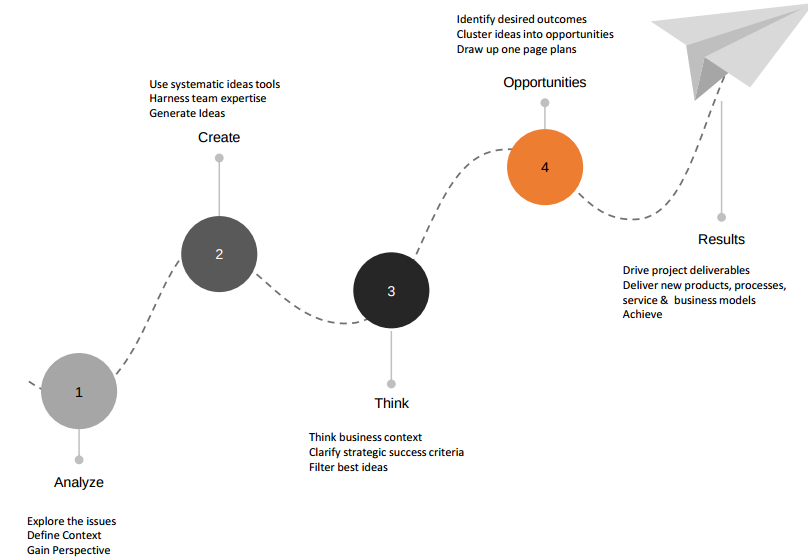 1
Analyze
Explore the issues
Define Context
Gain Perspective
Use systematic ideas tools
Harness team expertise
Generate Ideas
Create
2
3
Think
Think business context
Clarify strategic success criteria
Filter best ideas
Identify desired outcomes
Cluster ideas into opportunities
Draw up one page plans
Opportunities
4
Results
Drive project deliverables
Deliver new products, processes,
service &  business models
Achieve